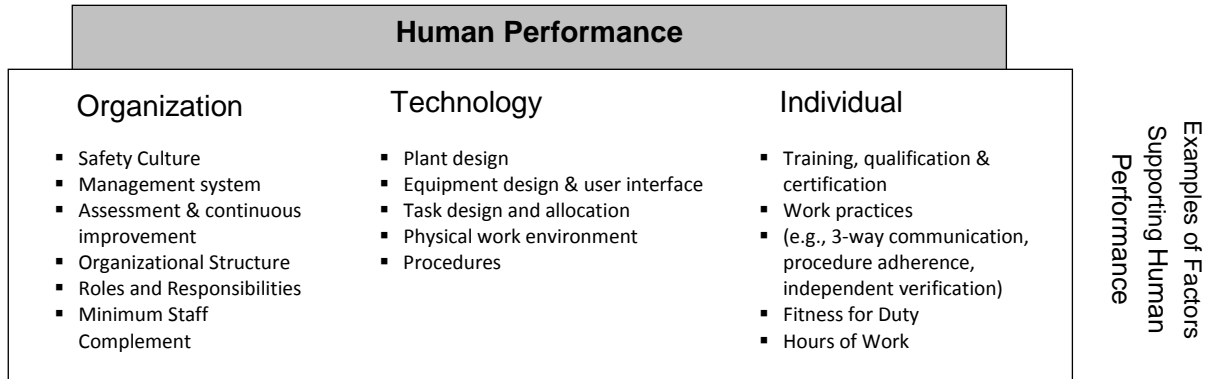 Human Performance
Organization
▪ Safety Culture
▪ Management system
▪ Assessment & continuous
improvement
▪ Organizational Structure
▪ Roles and Responsibilities
▪ Minimum Staff
Complement
Technology
▪ Plant design
▪ Equipment design & user interface
▪ Task design and allocation
▪ Physical work environment
▪ Procedures
Individual
▪ Training, qualification &
certification
▪ Work practices
▪ (e.g., 3-way communication,
procedure adherence,
independent verification)
▪ Fitness for Duty
▪ Hours of Work
Examples of Factors
Supporting Human
Performance